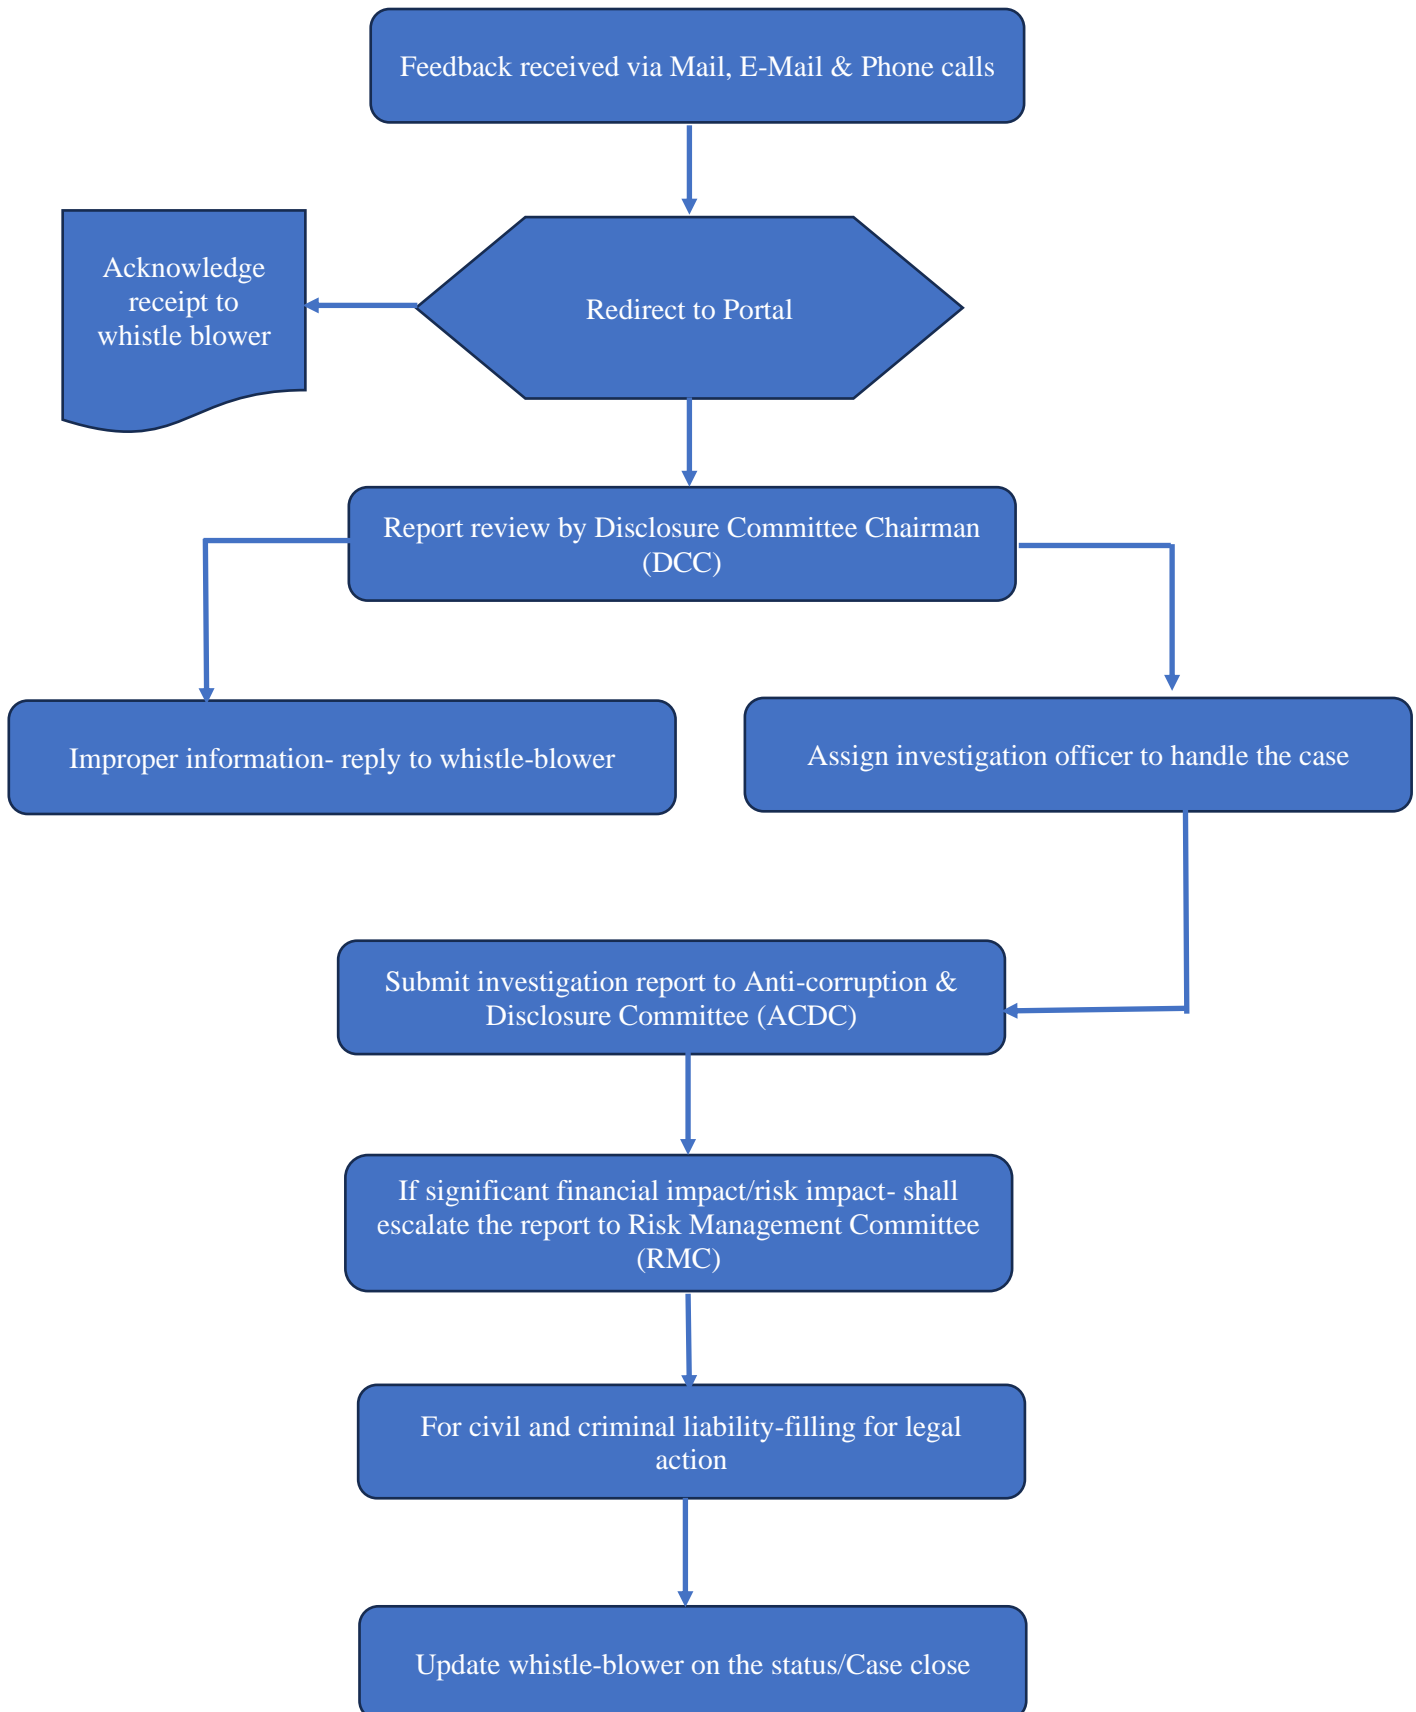 Feedback received via Mail, E-Mail & Phone calls
Acknowledge
receipt to
whistle blower
Redirect to Portal
Report review by Disclosure Committee Chairman
(DCC)
Improper information- reply to whistle-blower
Assign investigation officer to handle the case
Submit investigation report to Anti-corruption &
Disclosure Committee (ACDC)
If significant financial impact/risk impact- shall
escalate the report to Risk Management Committee
(RMC)
For civil and criminal liability-filling for legal
action
Update whistle-blower on the status/Case close